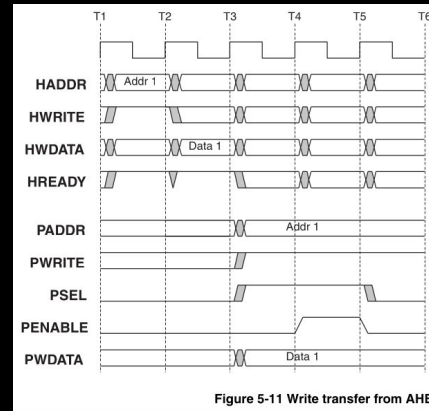 T1 T2 T3 T4 T5 T6
HADDR Addr 1
HWRITE
HWDATA Data 1
HREADY
PADDR Addr 1
PWRITE
PSEL
PENABLE
PWDATA Data 1
Figure 5-11 Write transfer from AHB